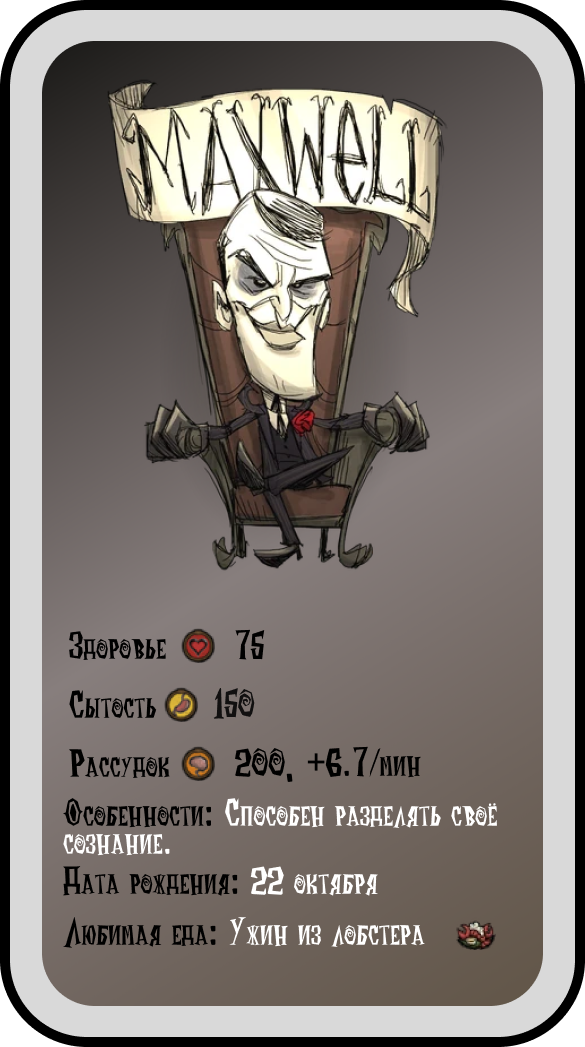 MAXWELL
Здоровье 75
Сытость 150
Рассудок 200, +6.7/мин
Особенности: Способен разделять своё
сознание.
Дата рождения: 22 октября
Любимая еда: Ужин из лобстера